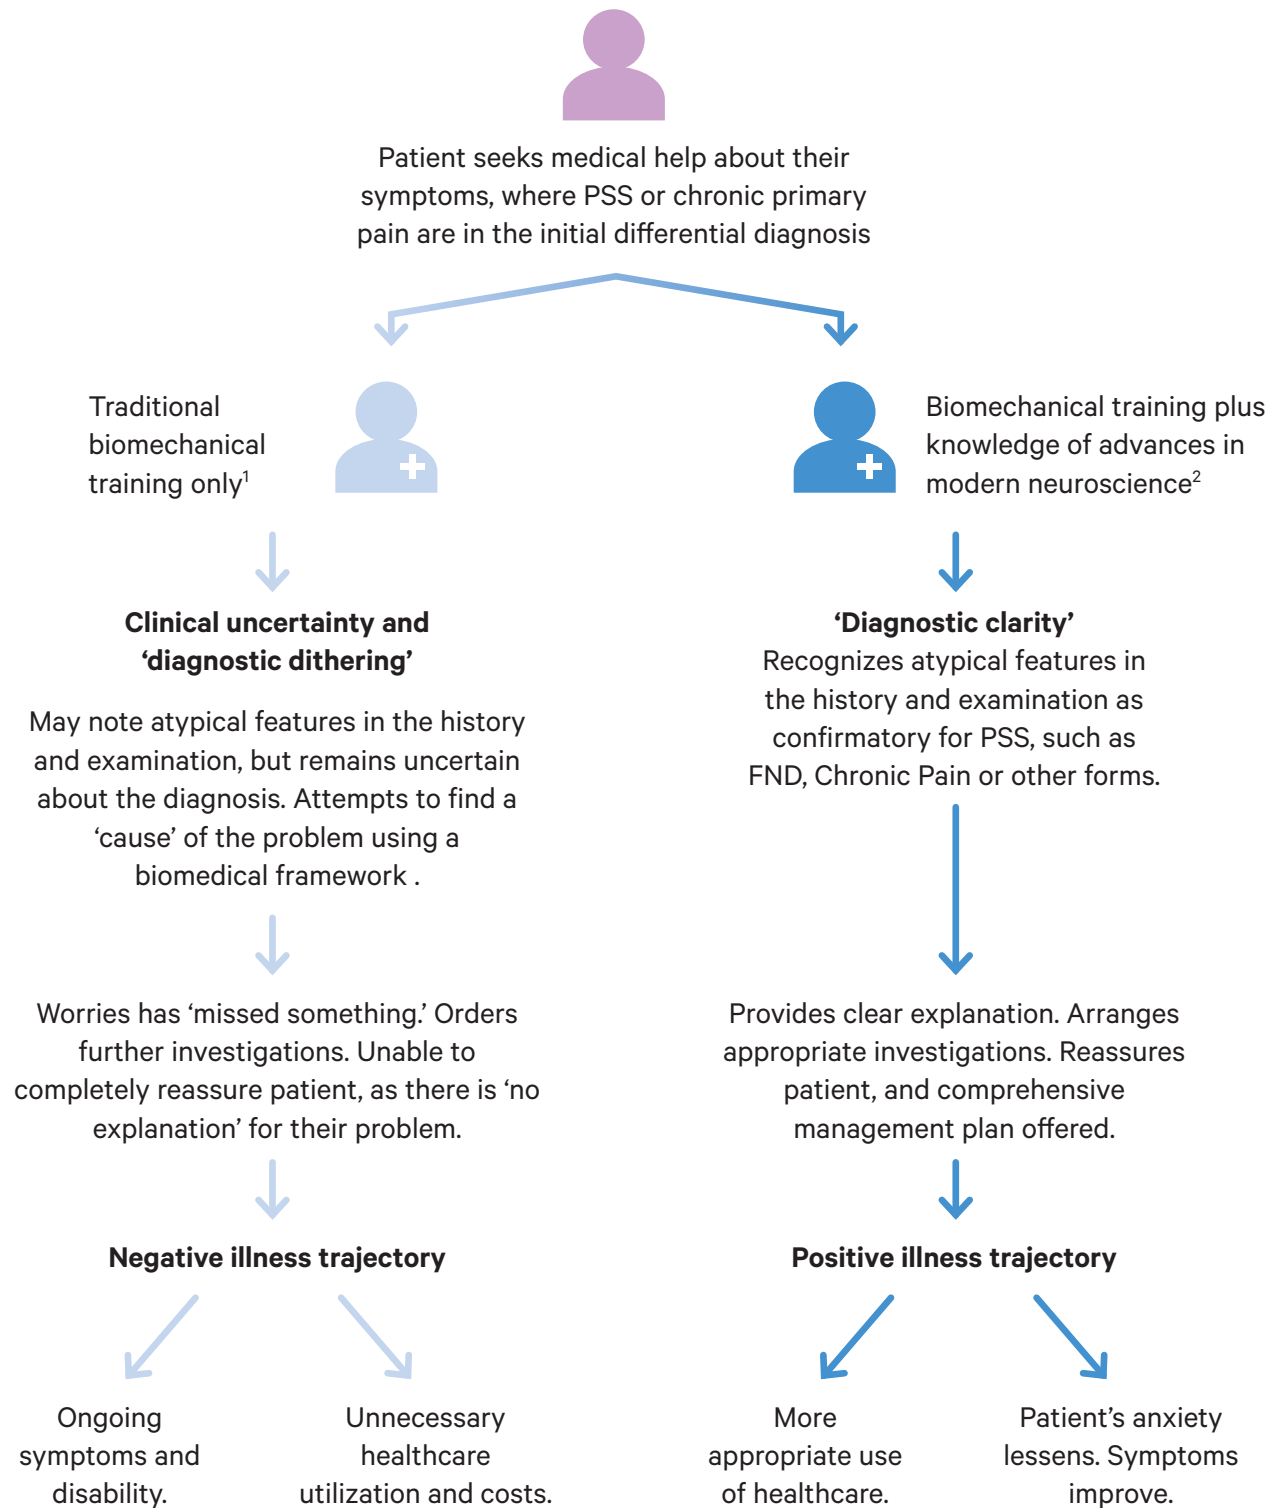 Patient seeks medical help about their
symptoms, where PSS or chronic primary
pain are in the initial differential diagnosis
Traditional
biomechanical
training only¹
Clinical uncertainty and
‘diagnostic dithering’
May note atypical features in the history
and examination, but remains uncertain
about the diagnosis. Attempts to find a
‘cause’ of the problem using a
biomedical framework .
Worries has ‘missed something.’ Orders
further investigations. Unable to
completely reassure patient, as there is ‘no
explanation’ for their problem.
Negative illness trajectory
Ongoing
symptoms and
disability.
Unnecessary
healthcare
utilization and costs.
Biomechanical training plus
knowledge of advances in
modern neuroscience²
‘Diagnostic clarity’
Recognizes atypical features in
the history and examination as
confirmatory for PSS, such as
FND, Chronic Pain or other forms.
Provides clear explanation. Arranges
appropriate investigations. Reassures
patient, and comprehensive
management plan offered.
Positive illness trajectory
More
appropriate use
of healthcare.
Patient’s anxiety
lessens. Symptoms
improve.